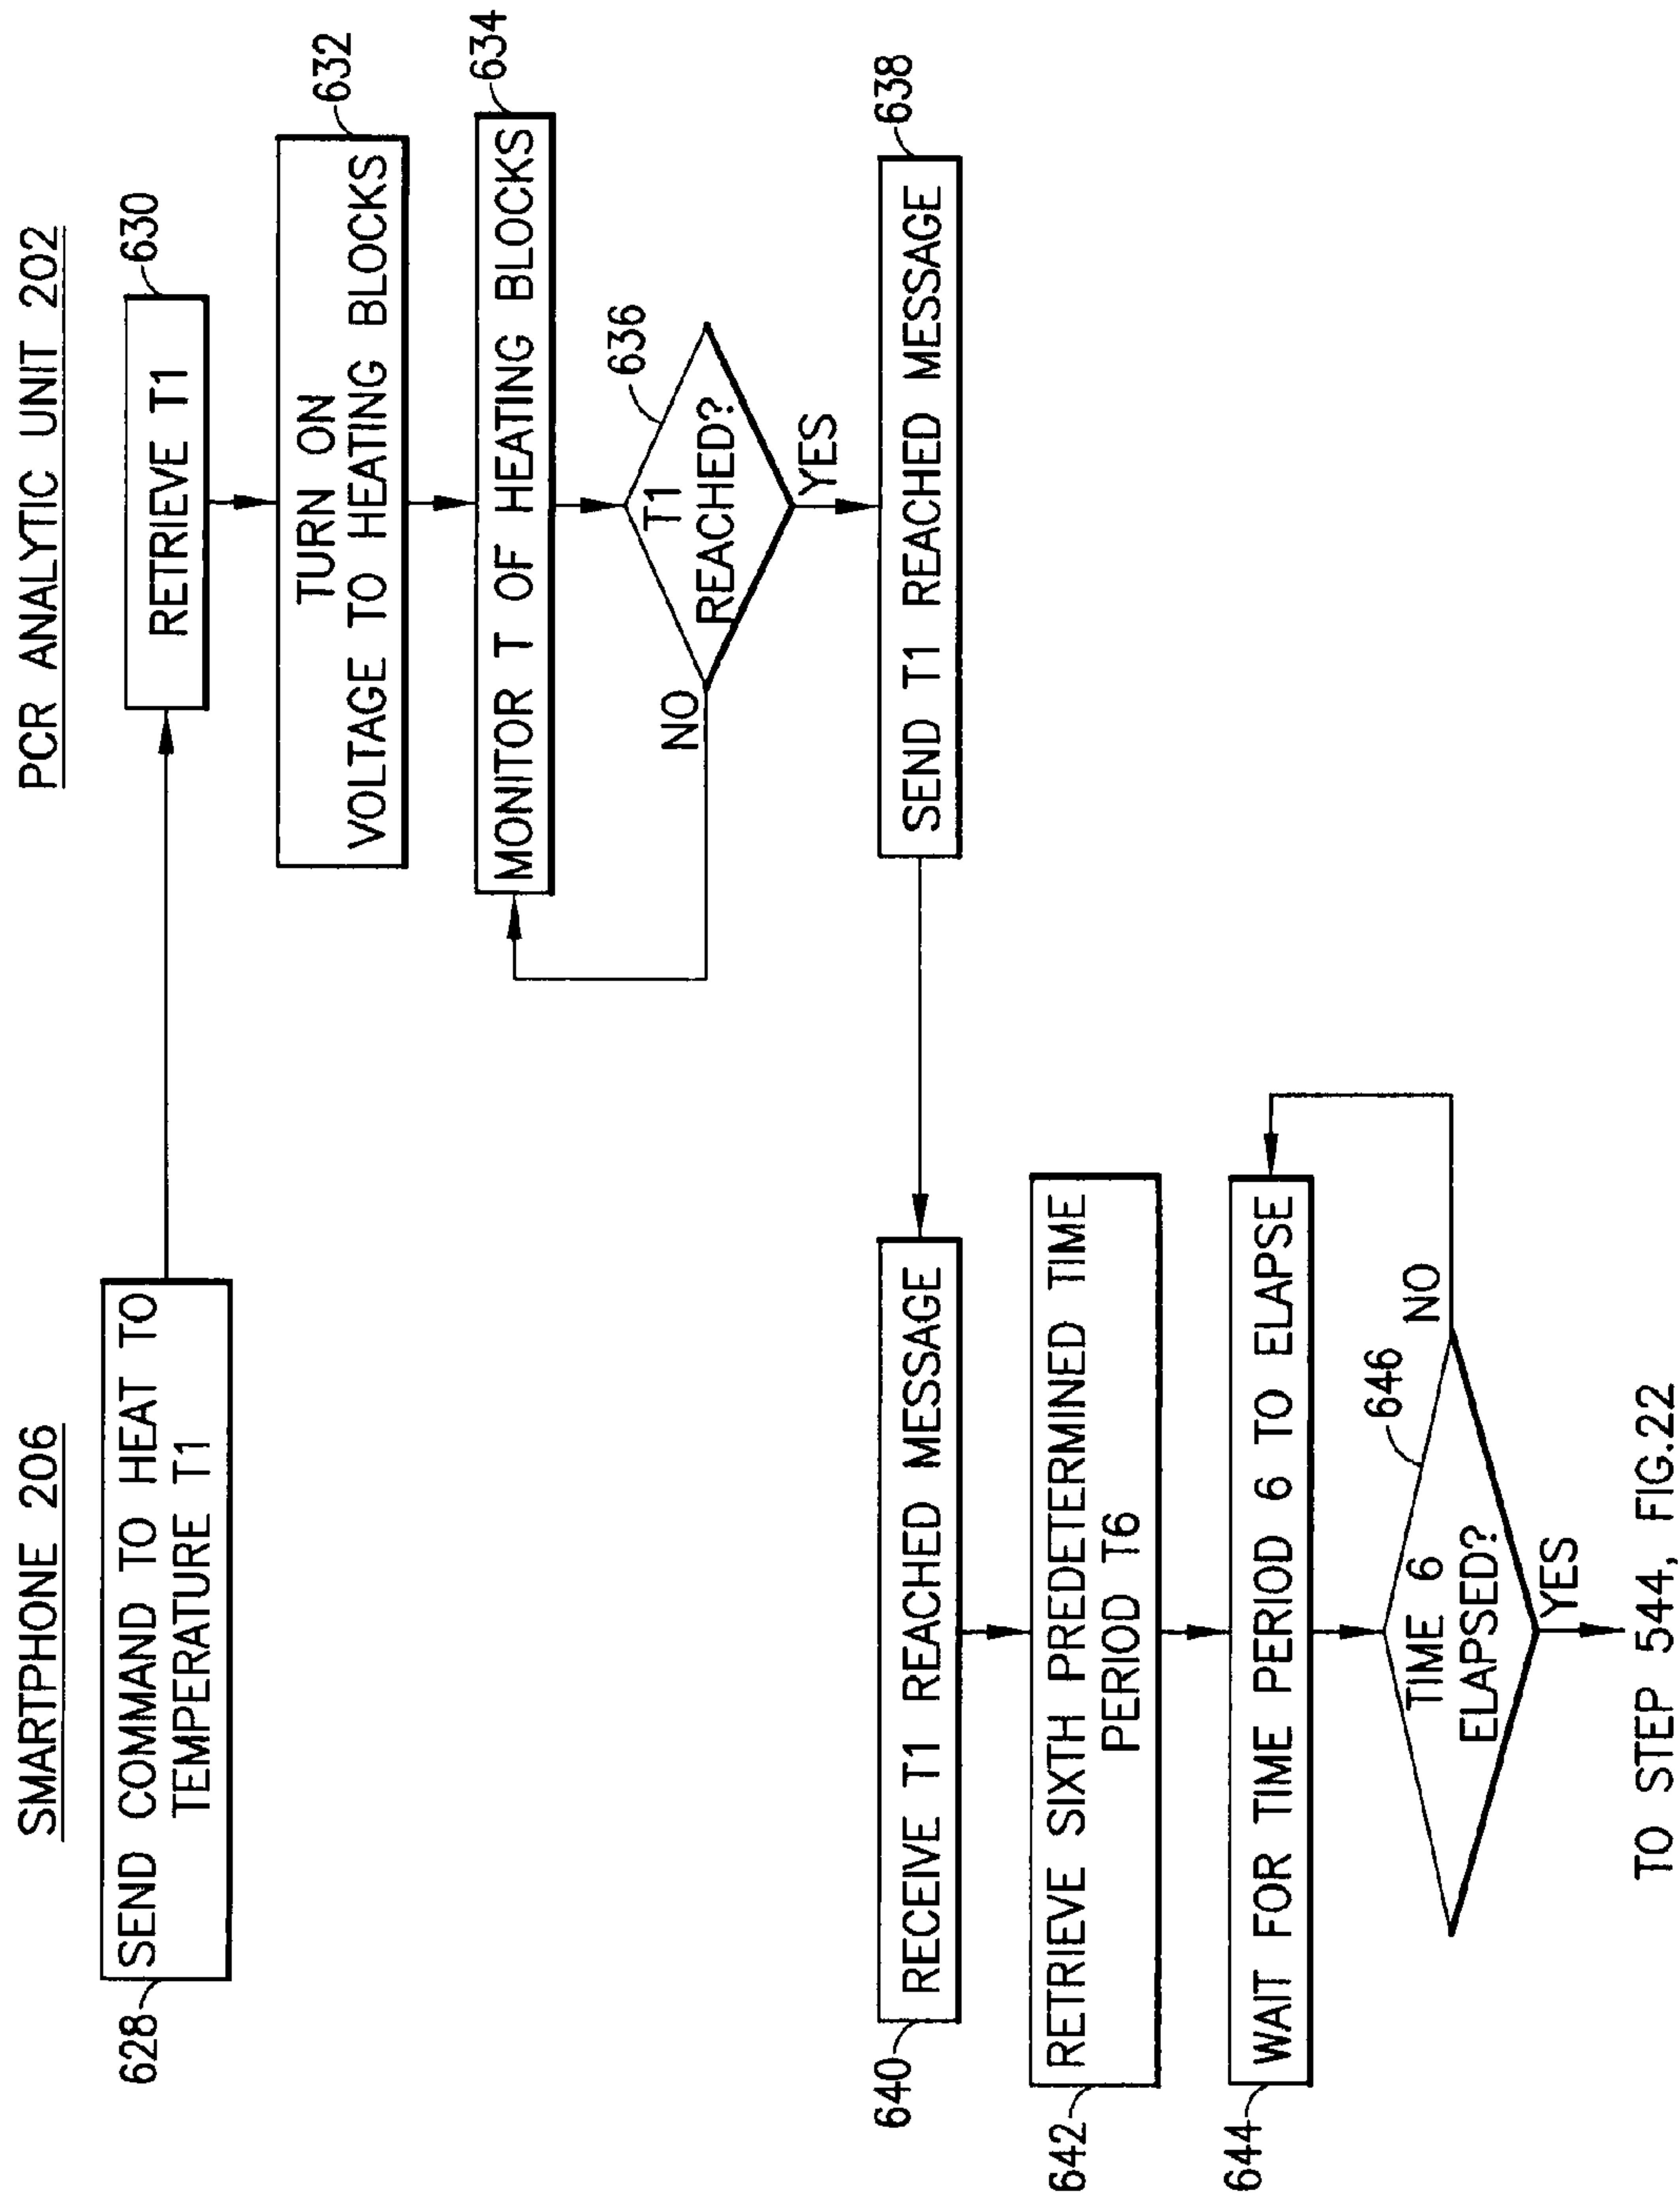 SMARTPHONE 206
PCR ANALYTIC UNIT 202
628
SEND COMMAND TO HEAT TO
TEMPERATURE T1
RETRIEVE T1
630
TURN ON
VOLTAGE TO HEATING BLOCKS
632
MONITOR T OF HEATING BLOCKS
634
T1
REACHED?
636
NO
YES
SEND T1 REACHED MESSAGE
638
640
RECEIVE T1 REACHED MESSAGE
642
RETRIEVE SIXTH PREDETERMINED TIME
PERIOD T6
644
WAIT FOR TIME PERIOD 6 TO ELAPSE
TIME 6
ELAPSED?
646
NO
YES
TO STEP 544, FIG.22